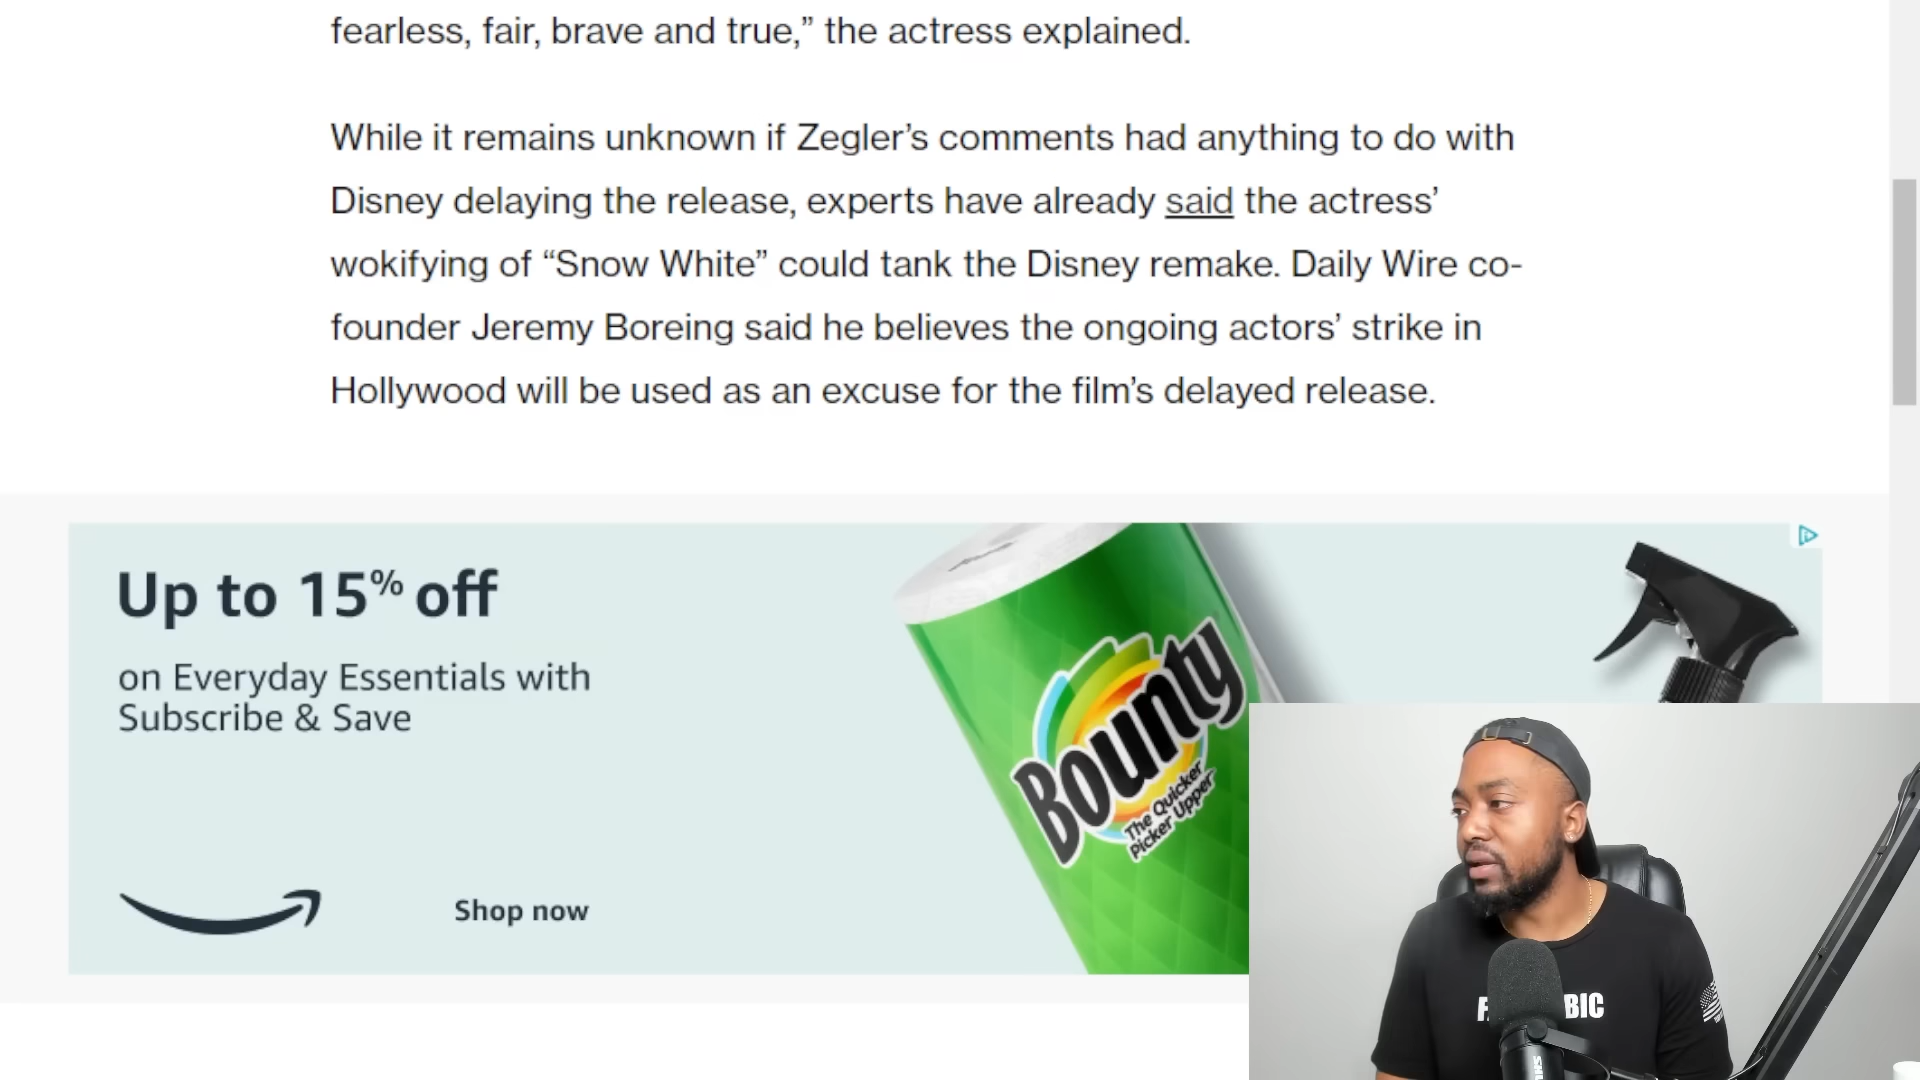 fearless, fair, brave and true,” the actress explained.
While it remains unknown if Zegler’s comments had anything to do with
Disney delaying the release, experts have already said the actress’
wokifying of “Snow White” could tank the Disney remake. Daily Wire co-
founder Jeremy Boreing said he believes the ongoing actors’ strike in
Hollywood will be used as an excuse for the film’s delayed release.
Up to 15% off
on Everyday Essentials with
Subscribe & Save
Shop now
Bounty
The Quicker
Picker Upper
BIC